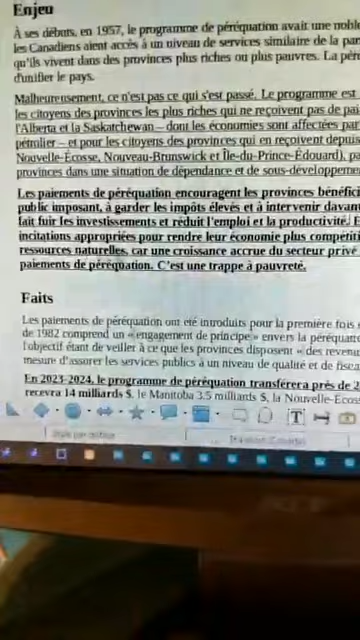 Enjeu
À ses débuts, en 1957, le programme de péréquation avait une noble
les Canadiens aient accès à un niveau de services similaire de la par
qu'ils vivent dans des provinces plus riches ou plus pauvres. La pére
d'unifier le pays.
Malheureusement, ce n'est pas ce qui s'est passé. Le programme est
les citoyens des provinces les plus riches qui ne reçoivent pas de pai
l'Alberta et la Saskatchewan – dont les économies sont affectées pai
pétrolier – et pour les citoyens des provinces qui en reçoivent depuis
Nouvelle-Écosse, Nouveau-Brunswick et Île-du-Prince-Édouard), pa
provinces dans une situation de dépendance et de sous-développeme
Les paiements de péréquation encouragent les provinces bénéfici
public imposant, à garder les impôts élevés et à intervenir davant
fait fuir les investissements et réduit l'emploi et la productivité. E
incitations appropriées pour rendre leur économie plus compétiti
ressources naturelles, car une croissance accrue du secteur privé
paiements de péréquation. C'est une trappe à pauvreté.
Faits
Les paiements de péréquation ont été introduits pour la première fois
de 1982 comprend un « engagement de principe » envers la péréquat
l'objectif étant de veiller à ce que les provinces disposent « des reven
mesure d'assurer les services publics à un niveau de qualité et de fisca
En 2023-2024, le programme de péréquation transférera près de 2
recevra 14 milliards $, le Manitoba 3.5 milliards $, la Nouvelle-Écoss
T